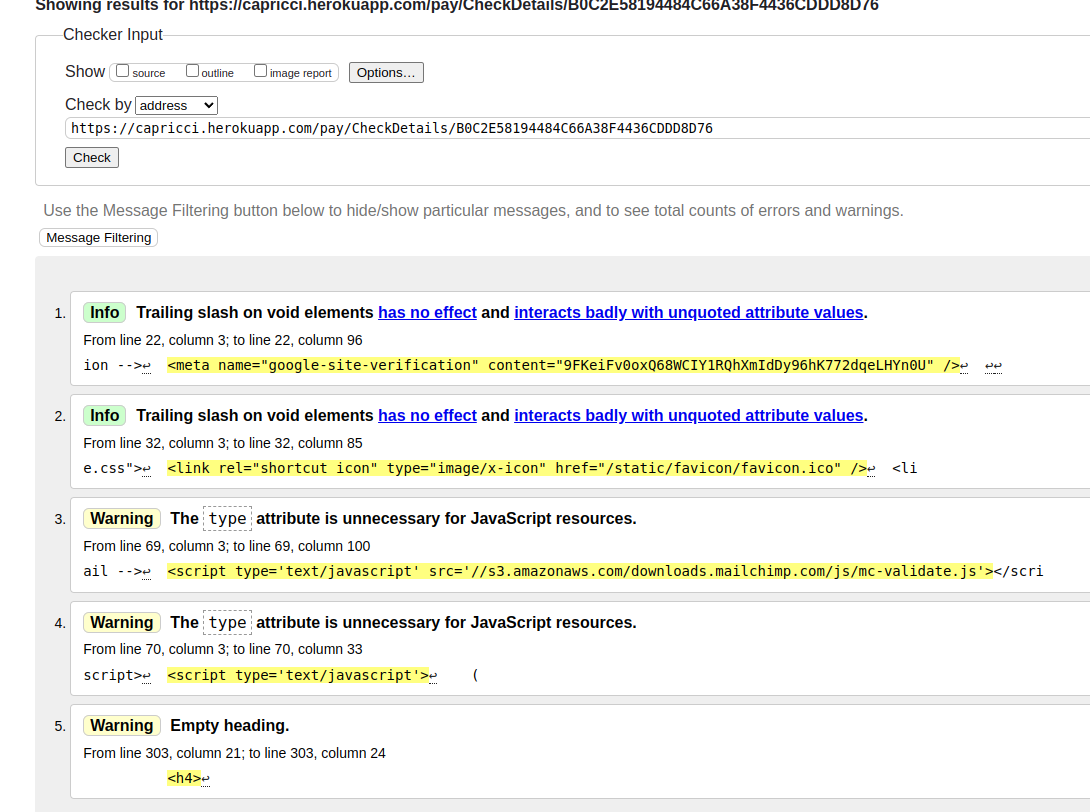 Showing results for https://capricci.herokuapp.com/pay/CheckDetails/B0C2E58194484C66A38F4436CDDD8D76
Checker Input
Show source outline image report Options...
Check by address
https://capricci.herokuapp.com/pay/CheckDetails/B0C2E58194484C66A38F4436CDDD8D76
Check
Use the Message Filtering button below to hide/show particular messages, and to see total counts of errors and warnings.
Message Filtering
1. Info Trailing slash on void elements has no effect and interacts badly with unquoted attribute values.
From line 22, column 3; to line 22, column 96
ion -->↩ <meta name="google-site-verification" content="9FKeiFv0oxQ68WCIY1RQhXmIdDy96hK772dqeLHYn0U" />↩ ↩↩
2. Info Trailing slash on void elements has no effect and interacts badly with unquoted attribute values.
From line 32, column 3; to line 32, column 85
e.css">↩ <link rel="shortcut icon" type="image/x-icon" href="/static/favicon/favicon.ico" />↩ <li
3. Warning The type attribute is unnecessary for JavaScript resources.
From line 69, column 3; to line 69, column 100
ail -->↩ <script type='text/javascript' src='//s3.amazonaws.com/downloads.mailchimp.com/js/mc-validate.js'></scri
4. Warning The type attribute is unnecessary for JavaScript resources.
From line 70, column 3; to line 70, column 33
script>↩ <script type='text/javascript'>↩ (
5. Warning Empty heading.
From line 303, column 21; to line 303, column 24
<h4>↩